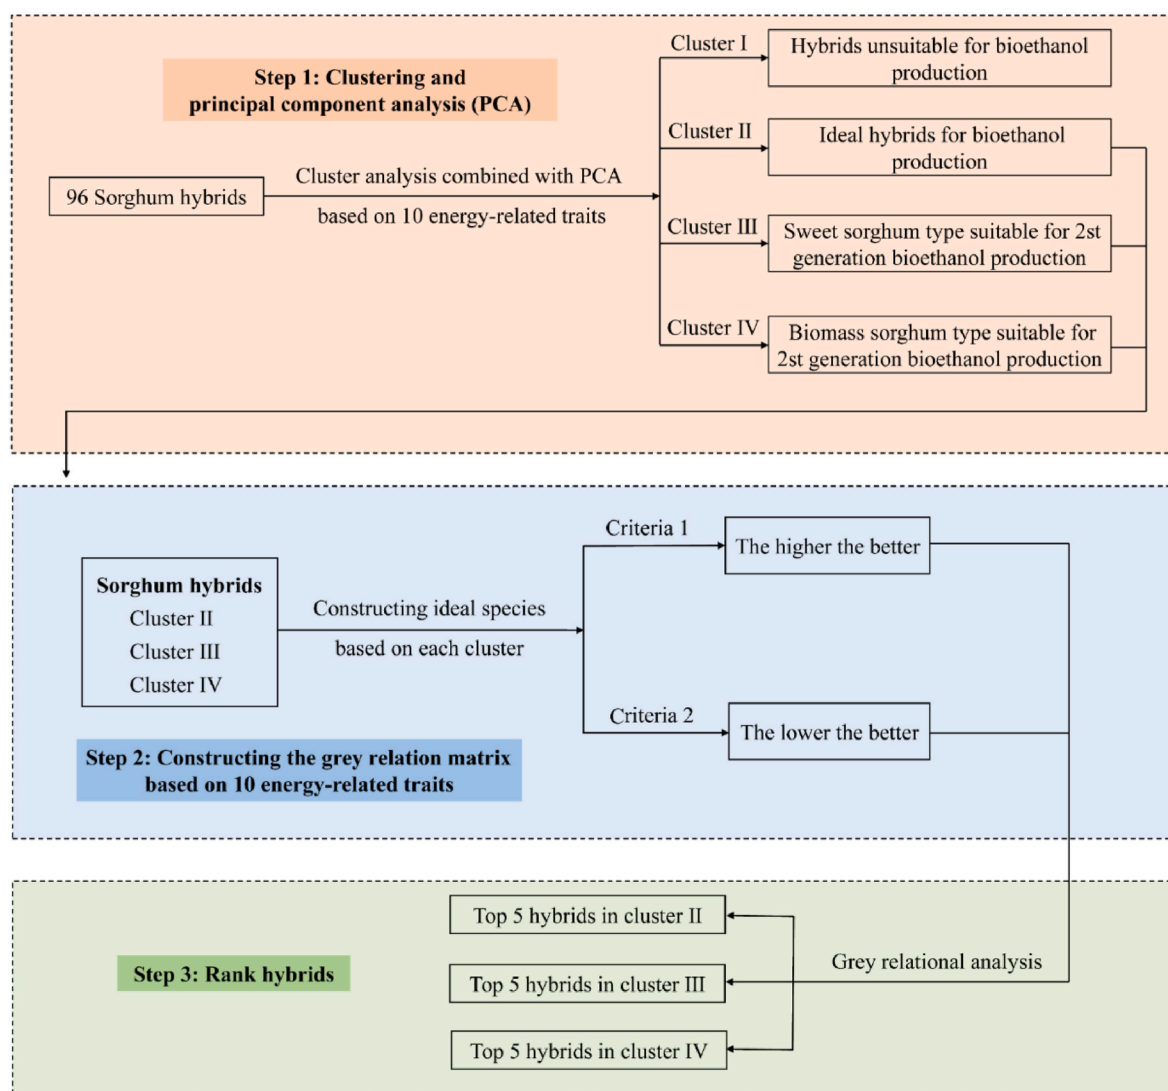 Step 1: Clustering and
principal component analysis (PCA)
96 Sorghum hybrids
Cluster analysis combined with PCA
based on 10 energy-related traits
Cluster I
Hybrids unsuitable for bioethanol
production
Cluster II
Ideal hybrids for bioethanol
production
Cluster III
Sweet sorghum type suitable for 2st
generation bioethanol production
Cluster IV
Biomass sorghum type suitable for
2st generation bioethanol production
Sorghum hybrids
Cluster II
Cluster III
Cluster IV
Constructing ideal species
based on each cluster
Criteria 1
The higher the better
Criteria 2
The lower the better
Step 2: Constructing the grey relation matrix
based on 10 energy-related traits
Step 3: Rank hybrids
Top 5 hybrids in cluster II
Top 5 hybrids in cluster III
Top 5 hybrids in cluster IV
Grey relational analysis